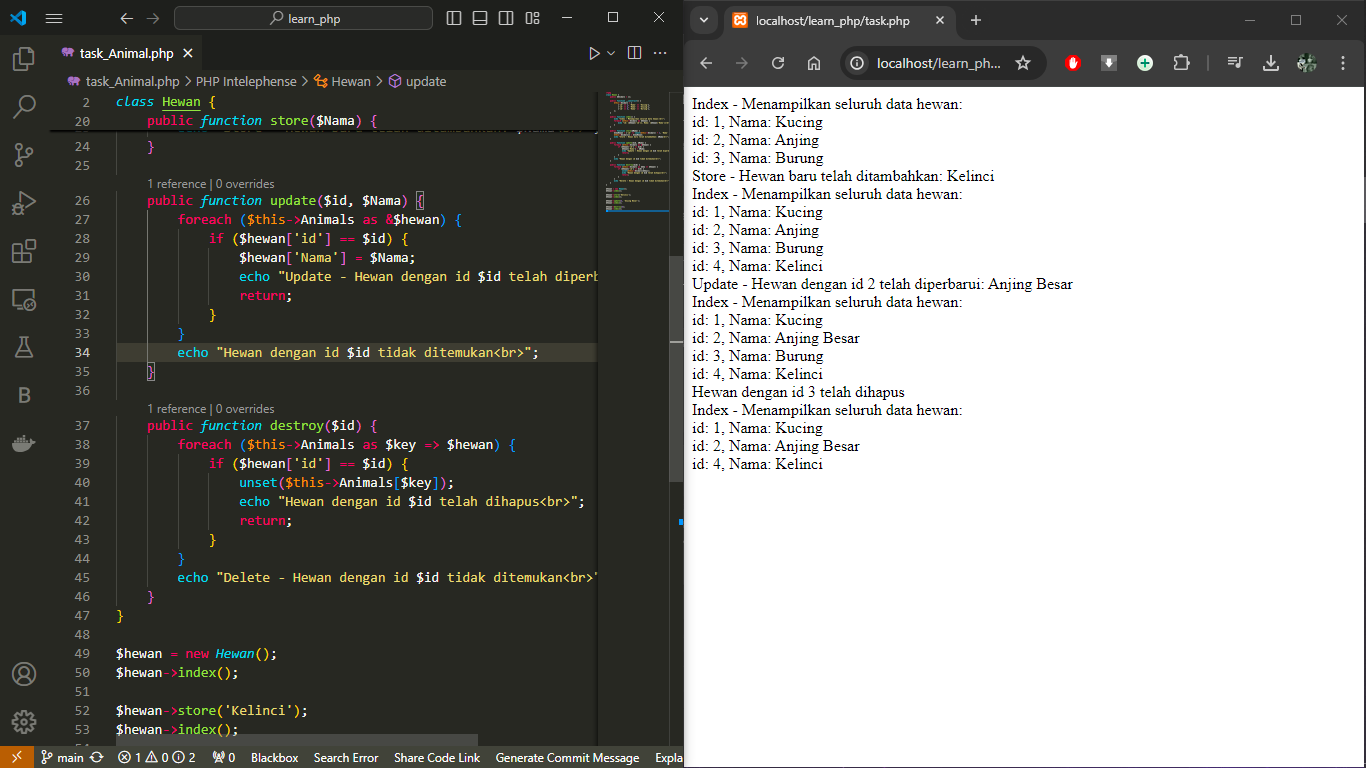 learn_php
task_Animal.php
task_Animal.php > PHP Intelephense > Hewan > update
2 class Hewan {
20 public function store($Nama) {
24 }
25
1 reference | 0 overrides
26 public function update($id, $Nama) {
27 foreach ($this->Animals as &$hewan) {
28 if ($hewan['id'] == $id) {
29 $hewan['Nama'] = $Nama;
30 echo "Update - Hewan dengan id $id telah diperb
31 return;
32 }
33 }
34 echo "Hewan dengan id $id tidak ditemukan<br>";
35 }
36
1 reference | 0 overrides
37 public function destroy($id) {
38 foreach ($this->Animals as $key => $hewan) {
39 if ($hewan['id'] == $id) {
40 unset($this->Animals[$key]);
41 echo "Hewan dengan id $id telah dihapus<br>";
42 return;
43 }
44 }
45 echo "Delete - Hewan dengan id $id tidak ditemukan<br>"
46 }
47 }
48
49 $hewan = new Hewan();
50 $hewan->index();
51
52 $hewan->store('Kelinci');
53 $hewan->index();
main 1 0 2 0 Blackbox Search Error Share Code Link Generate Commit Message Expla
localhost/learn_php/task.php
localhost/learn_ph...
Index - Menampilkan seluruh data hewan:
id: 1, Nama: Kucing
id: 2, Nama: Anjing
id: 3, Nama: Burung
Store - Hewan baru telah ditambahkan: Kelinci
Index - Menampilkan seluruh data hewan:
id: 1, Nama: Kucing
id: 2, Nama: Anjing
id: 3, Nama: Burung
id: 4, Nama: Kelinci
Update - Hewan dengan id 2 telah diperbarui: Anjing Besar
Index - Menampilkan seluruh data hewan:
id: 1, Nama: Kucing
id: 2, Nama: Anjing Besar
id: 3, Nama: Burung
id: 4, Nama: Kelinci
Hewan dengan id 3 telah dihapus
Index - Menampilkan seluruh data hewan:
id: 1, Nama: Kucing
id: 2, Nama: Anjing Besar
id: 4, Nama: Kelinci